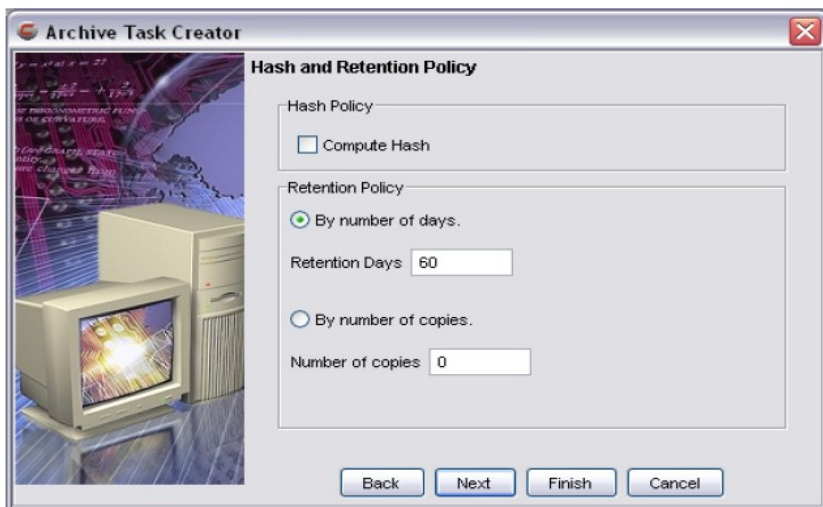 Archive Task Creator
Hash and Retention Policy
Hash Policy
Compute Hash
Retention Policy
By number of days.
Retention Days 60
By number of copies.
Number of copies 0
Back Next Finish Cancel